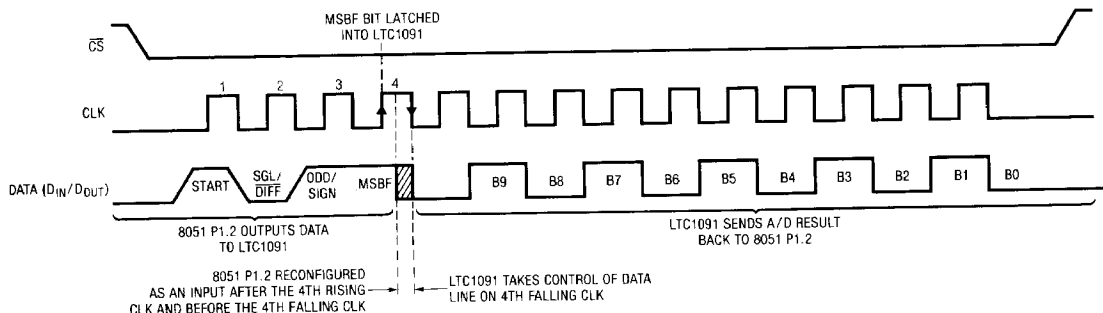 MSBF BIT LATCHED
INTO LTC1091
CS
1 2 3 4
CLK
DATA (DIN/DOUT)
START
SGL/
DIFF
ODD/
SIGN
MSBF
B9 B8 B7 B6 B5 B4 B3 B2 B1 B0
8051 P1.2 OUTPUTS DATA
TO LTC1091
LTC1091 SENDS A/D RESULT
BACK TO 8051 P1.2
8051 P1.2 RECONFIGURED
AS AN INPUT AFTER THE 4TH RISING
CLK AND BEFORE THE 4TH FALLING CLK
LTC1091 TAKES CONTROL OF DATA
LINE ON 4TH FALLING CLK